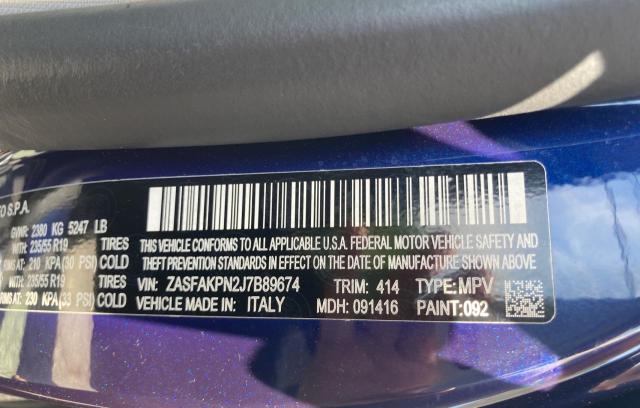 TO S.P.A.
GVWR: 2380 KG 5247 LB
WITH: 235/55 R19 TIRES
RIMS AT: 210 KPA(30 PSI) COLD
WITH: 235/55 R19 TIRES
RIMS AT: 230 KPA(33 PSI) COLD
THIS VEHICLE CONFORMS TO ALL APPLICABLE U.S.A. FEDERAL MOTOR VEHICLE SAFETY AND
THEFT PREVENTION STANDARDS IN EFFECT ON THE DATE OF MANUFACTURE SHOWN ABOVE
VIN: ZASFAKPN2J7B89674 TRIM: 414 TYPE: MPV
VEHICLE MADE IN: ITALY MDH: 091416 PAINT:092